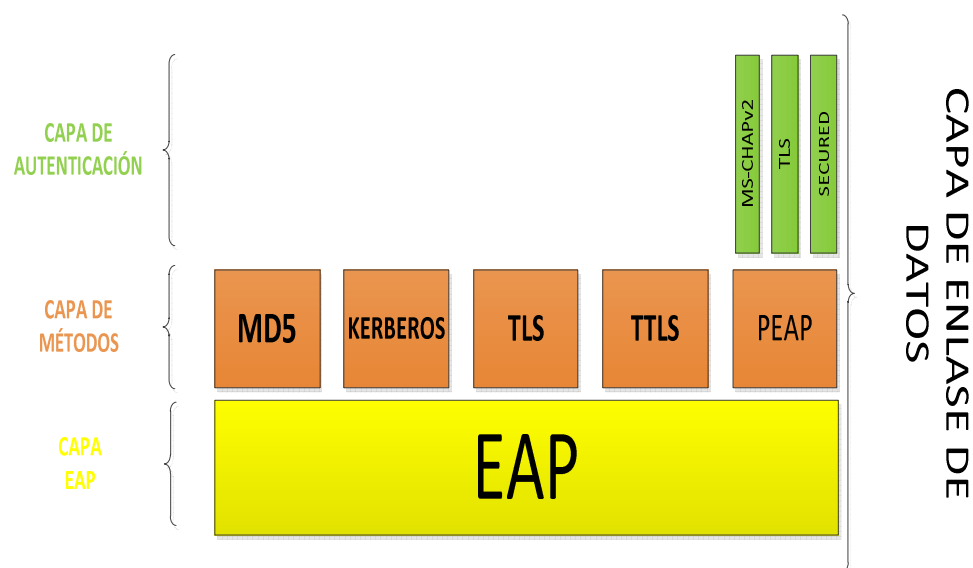 CAPA DE
AUTENTICACIÓN
MS-CHAPv2
TLS
SECURED
CAPA DE
MÉTODOS
MD5
KERBEROS
TLS
TTLS
PEAP
CAPA
EAP
EAP
CAPA DE ENLASE DE
DATOS